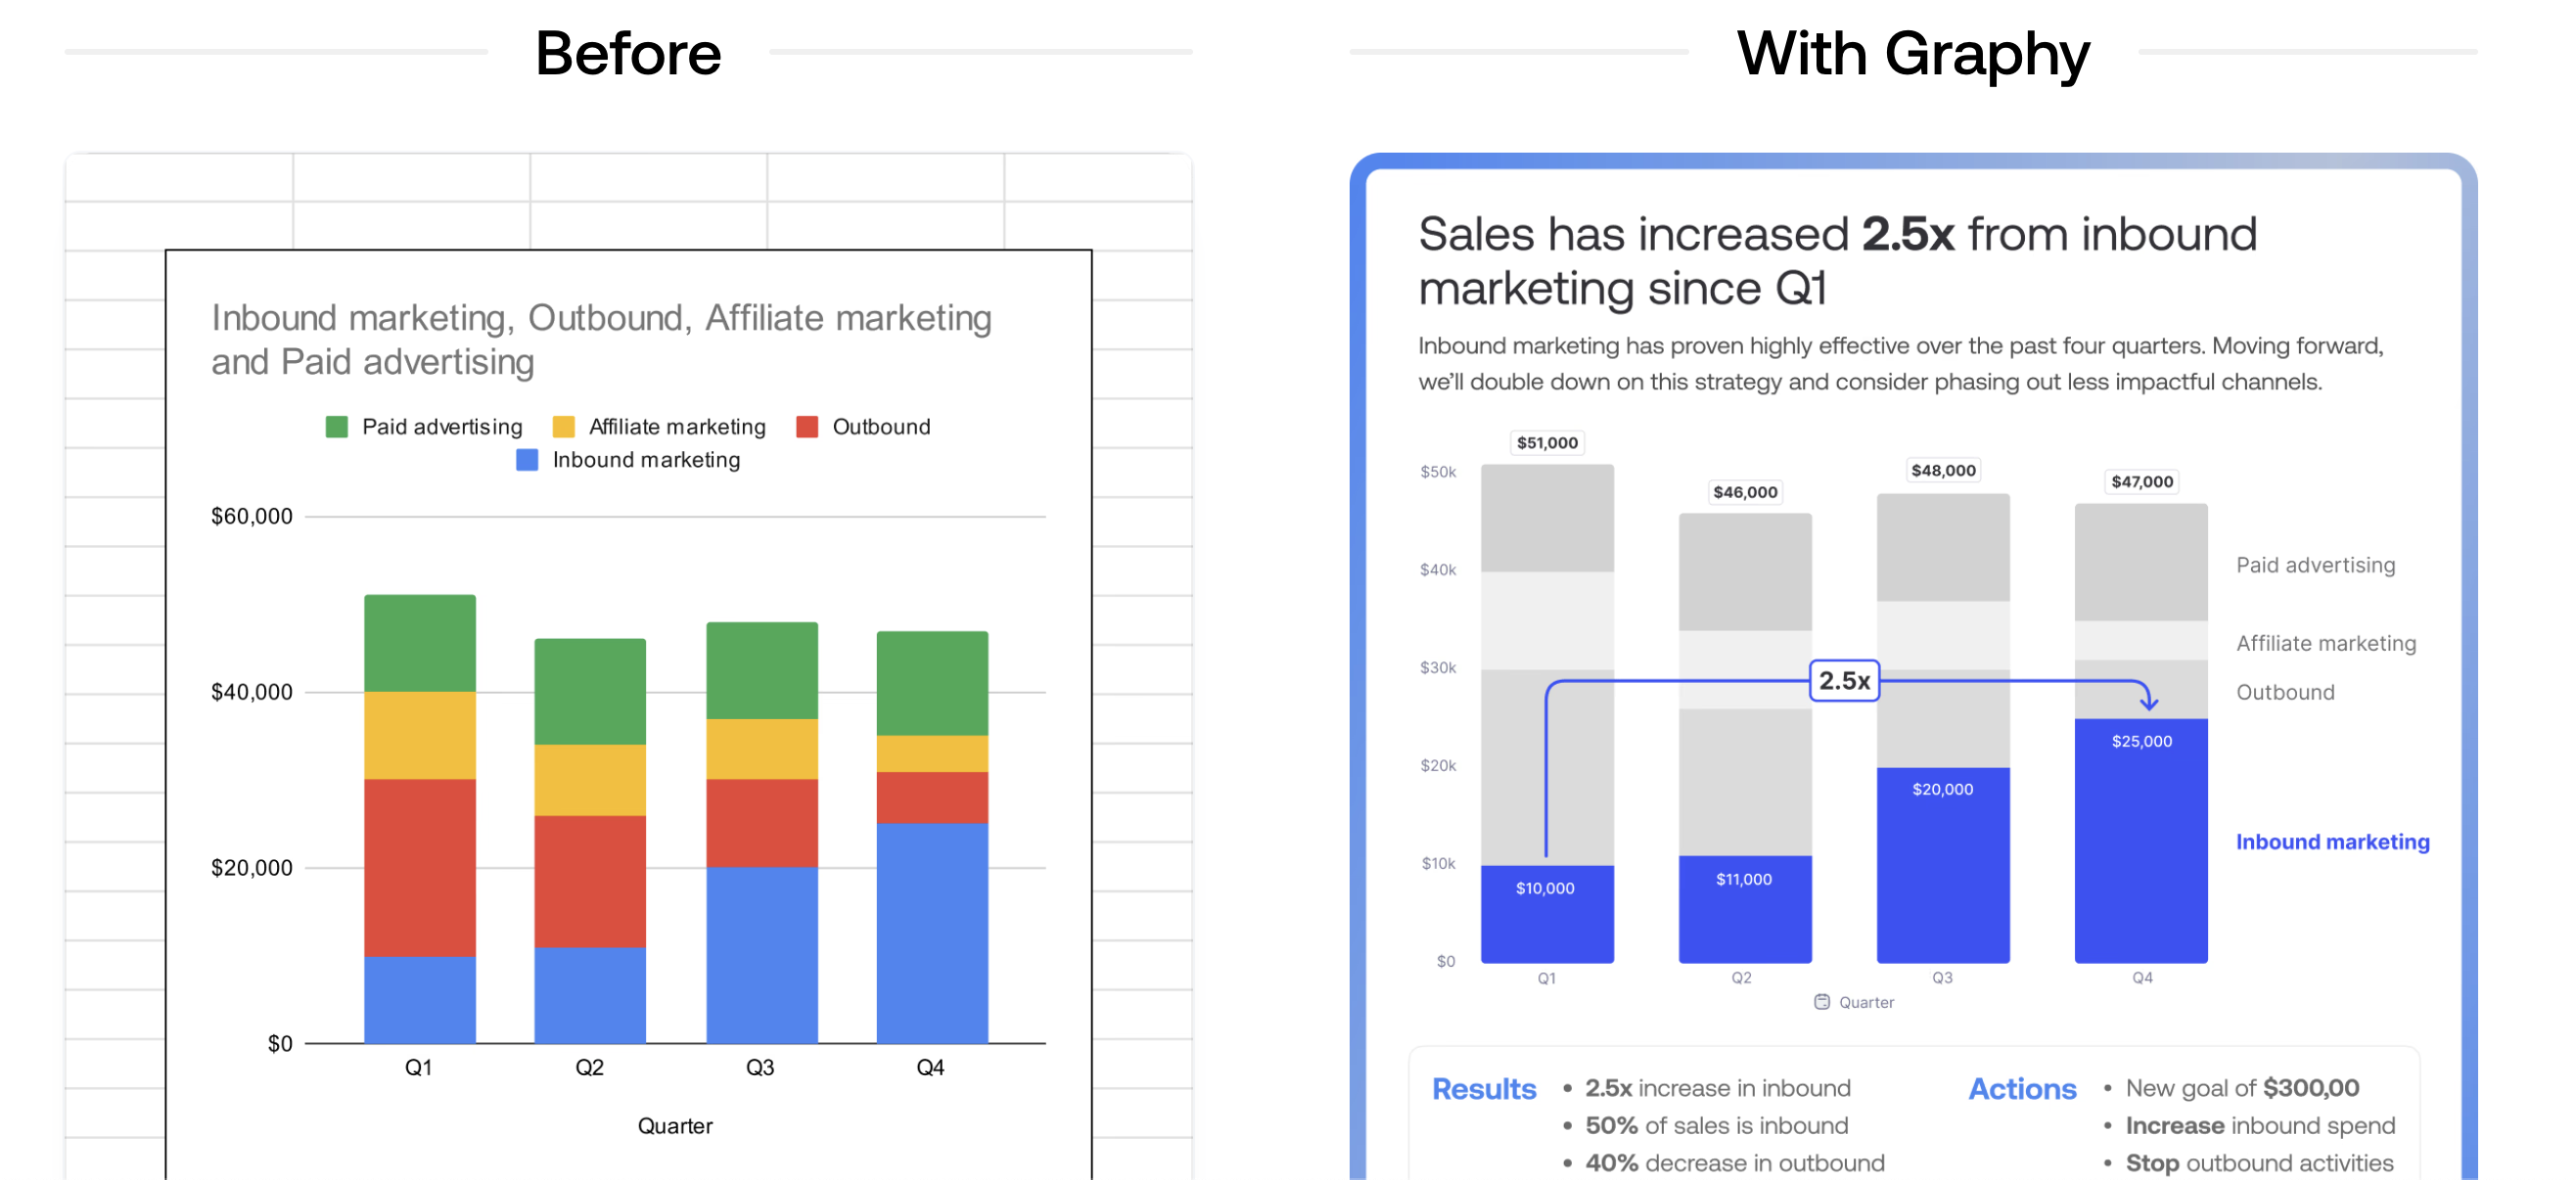 Before
With Graphy
Inbound marketing, Outbound, Affiliate marketing
and Paid advertising
Paid advertising
Affiliate marketing
Outbound
Inbound marketing
$60,000
$40,000
$20,000
$0
Q1
Q2
Q3
Q4
Quarter
Sales has increased 2.5x from inbound
marketing since Q1
Inbound marketing has proven highly effective over the past four quarters. Moving forward,
we'll double down on this strategy and consider phasing out less impactful channels.
$51,000
$46,000
$48,000
$47,000
$50k
$40k
$30k
$20k
$10k
$0
2.5x
$10,000
$11,000
$20,000
$25,000
Paid advertising
Affiliate marketing
Outbound
Inbound marketing
Q1
Q2
Q3
Q4
Quarter
Results
• 2.5x increase in inbound
• 50% of sales is inbound
• 40% decrease in outbound
Actions
• New goal of $300,00
• Increase inbound spend
• Stop outbound activities